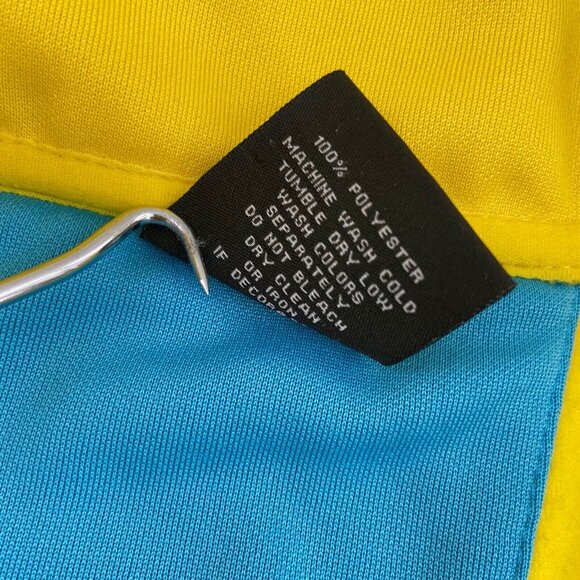 100% POLYESTER
MACHINE WASH COLD
TUMBLE DRY LOW
WASH COLORS
SEPARATELY
DO NOT BLEACH
DRY CLEAN
OR IRON
IF